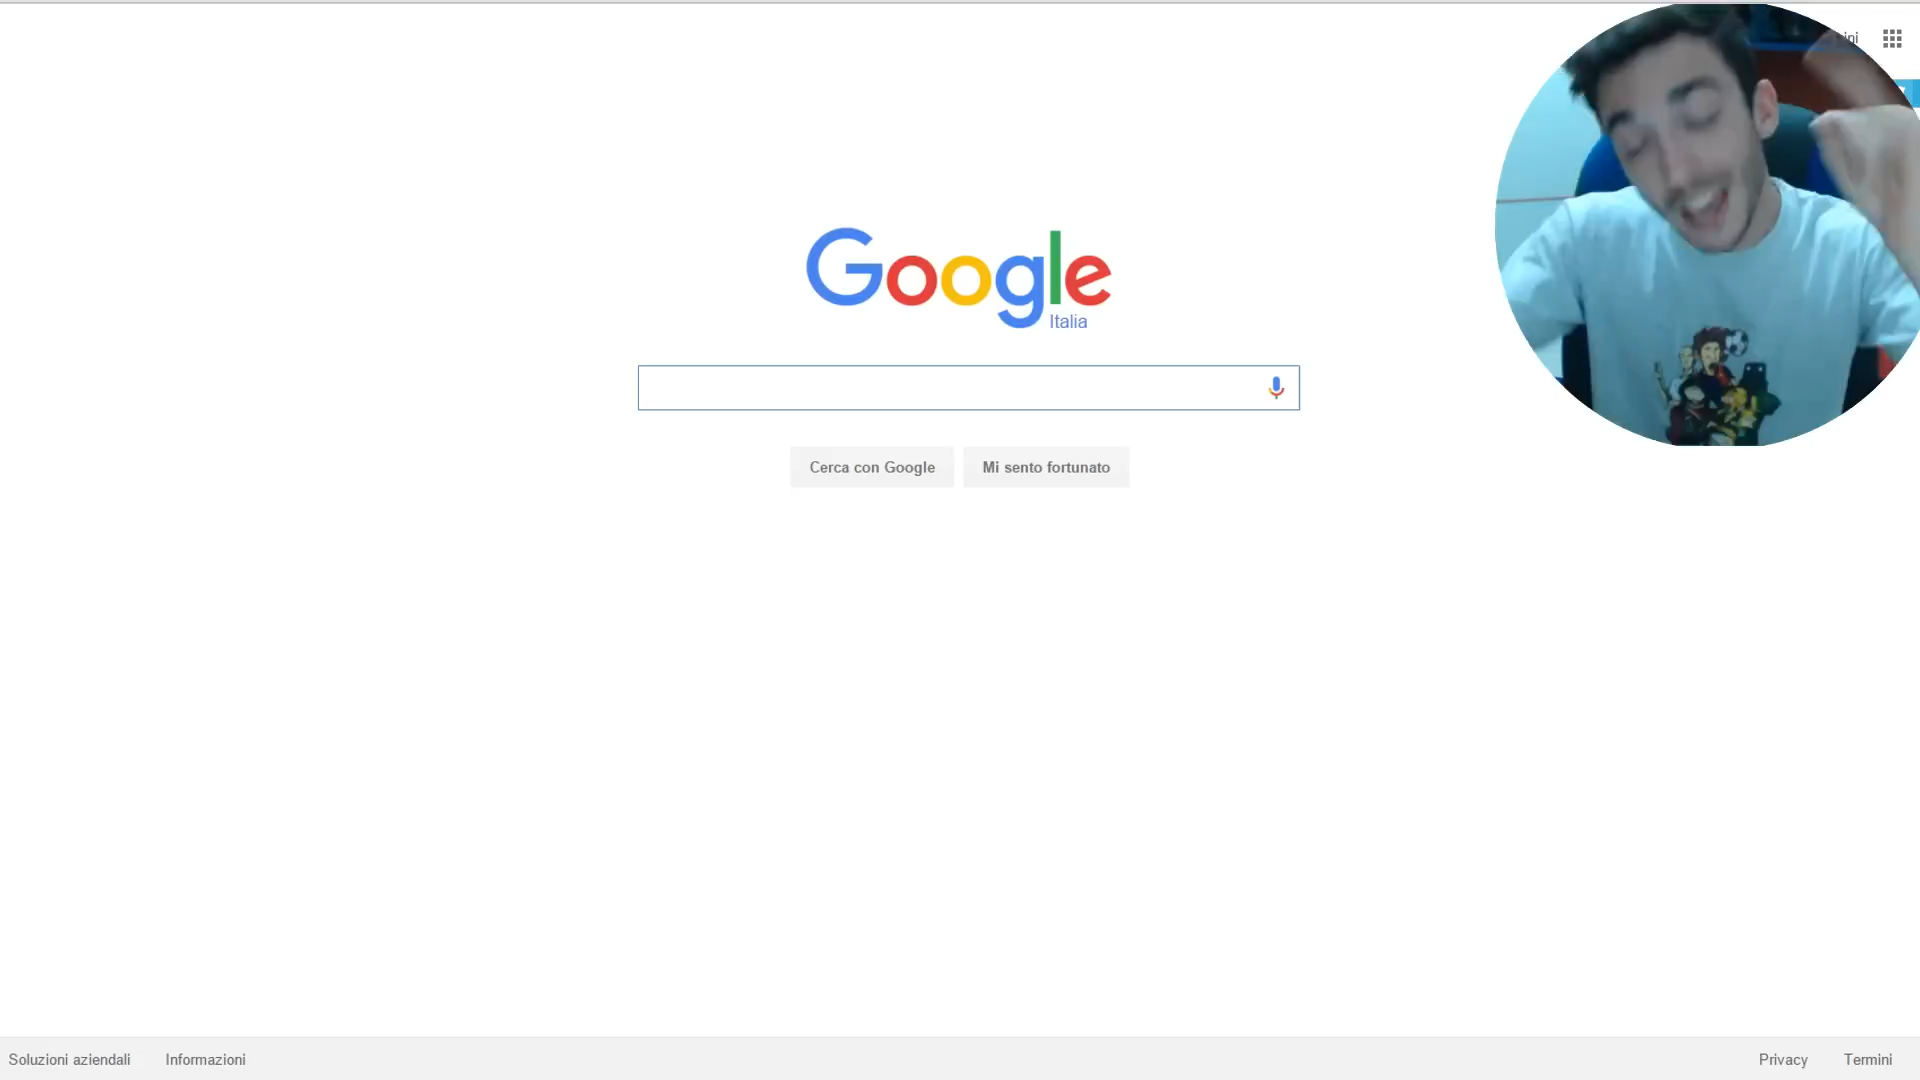 Google
Italia
Cerca con Google
Mi sento fortunato
Soluzioni aziendali
Informazioni
Privacy
Termini